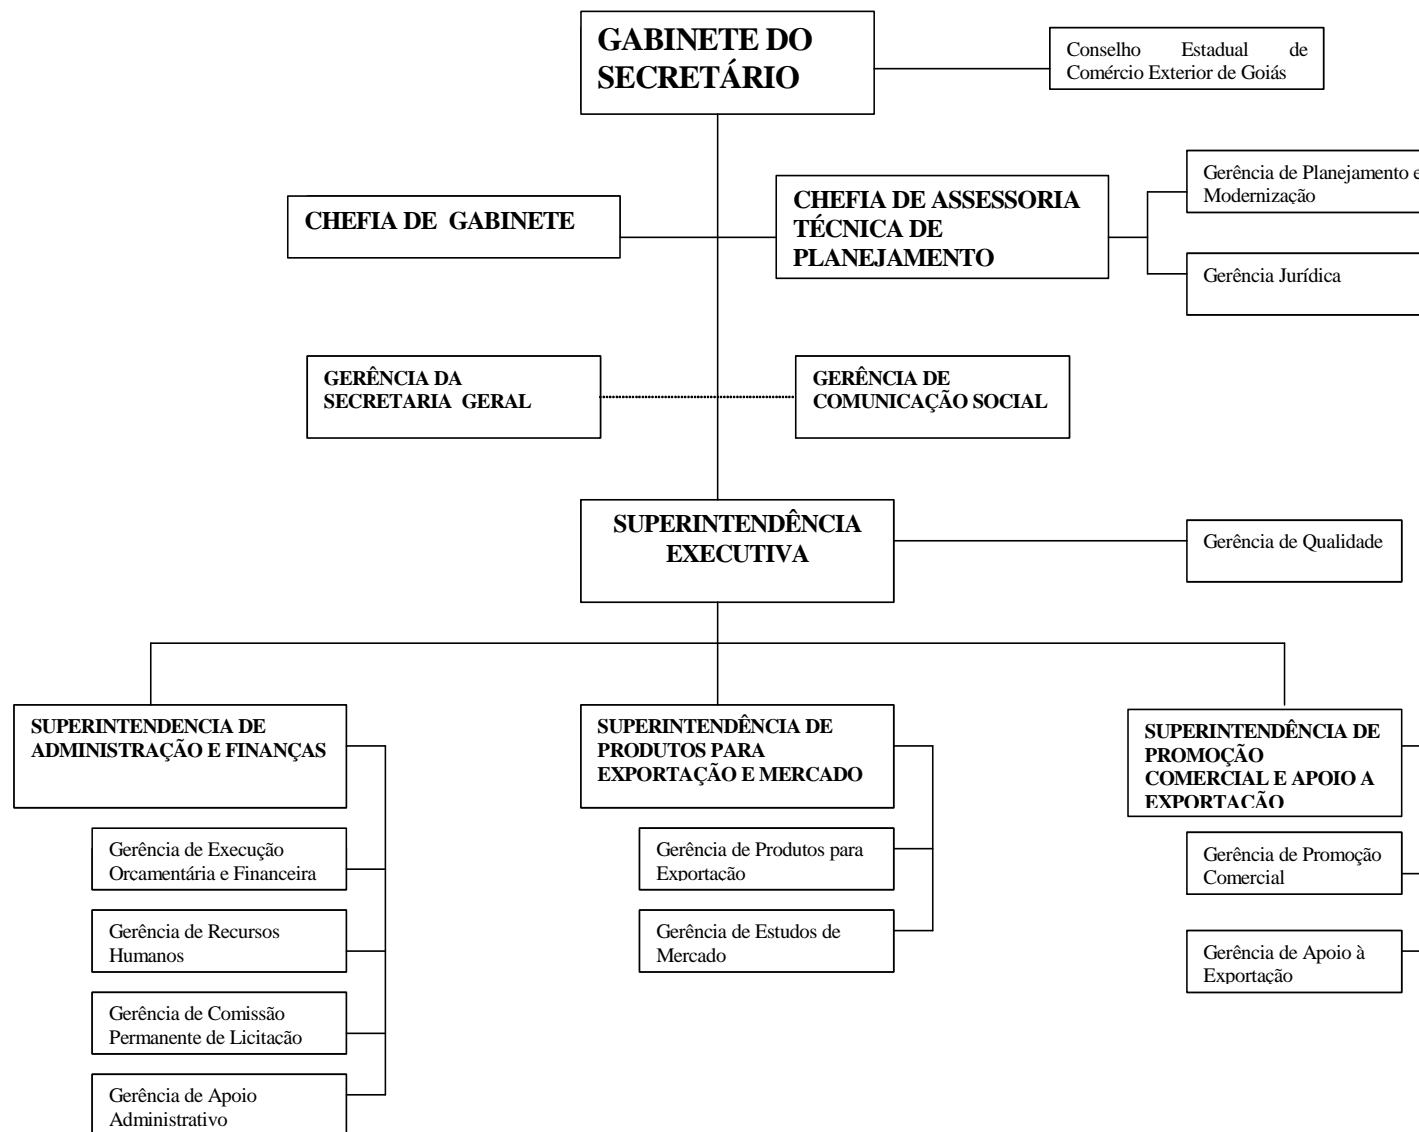 GABINETE DO
SECRETÁRIO
Conselho Estadual de
Comércio Exterior de Goiás
CHEFIA DE GABINETE
CHEFIA DE ASSESSORIA
TÉCNICA DE
PLANEJAMENTO
Gerência de Planejamento e
Modernização
Gerência Jurídica
GERÊNCIA DA
SECRETARIA GERAL
GERÊNCIA DE
COMUNICAÇÃO SOCIAL
SUPERINTENDÊNCIA
EXECUTIVA
Gerência de Qualidade
SUPERINTENDENCIA DE
ADMINISTRAÇÃO E FINANÇAS
Gerência de Execução
Orcamentária e Financeira
Gerência de Recursos
Humanos
Gerência de Comissão
Permanente de Licitação
Gerência de Apoio
Administrativo
SUPERINTENDÊNCIA DE
PRODUTOS PARA
EXPORTAÇÃO E MERCADO
Gerência de Produtos para
Exportação
Gerência de Estudos de
Mercado
SUPERINTENDÊNCIA DE
PROMOÇÃO
COMERCIAL E APOIO A
EXPORTAÇÃO
Gerência de Promoção
Comercial
Gerência de Apoio à
Exportação